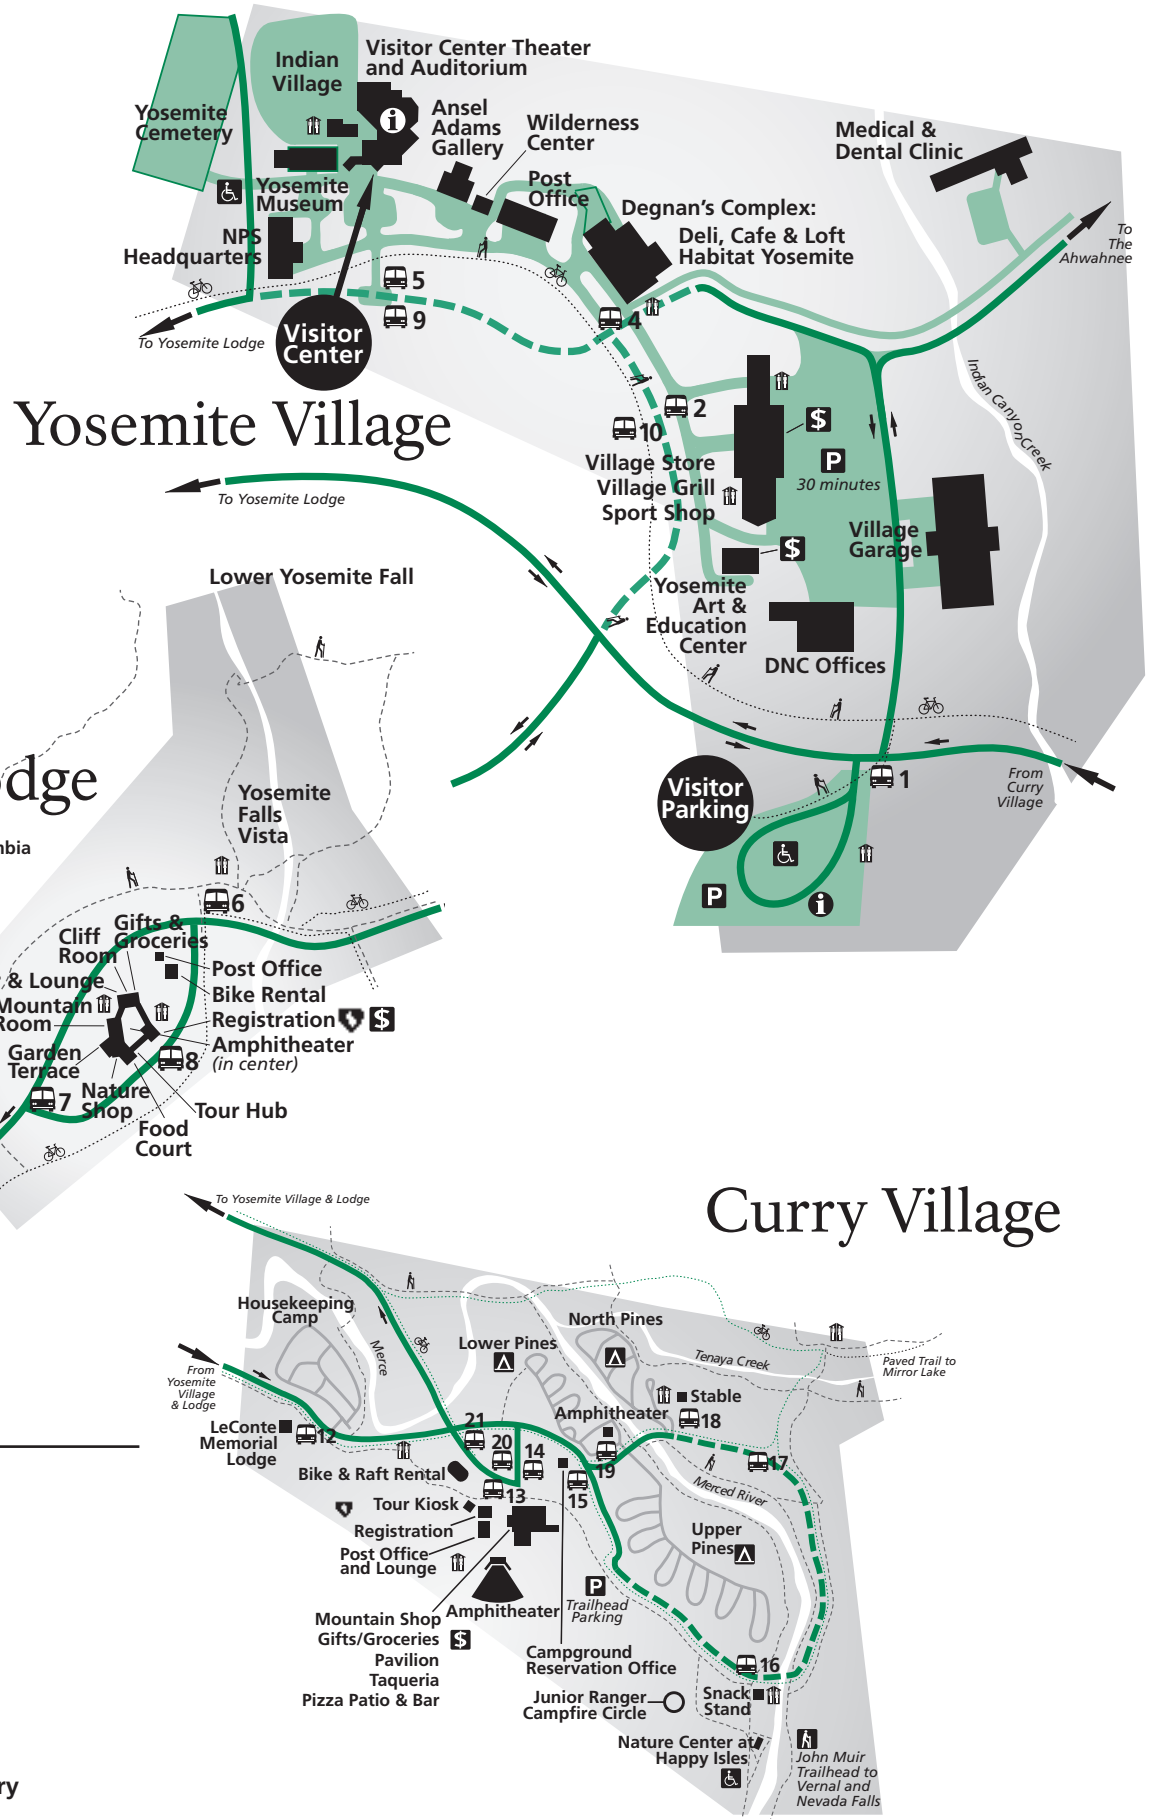 Indian
Village
Visitor Center Theater
and Auditorium
Yosemite
Cemetery
i
Ansel
Adams
Gallery
Wilderness
Center
Medical &
Dental Clinic
Yosemite
Museum
Post
Office
Degnan's Complex:
Deli, Cafe & Loft
Habitat Yosemite
NPS
Headquarters
To
The
Ahwahnee
5
9
4
To Yosemite Lodge
Visitor
Center
Indian Canyon Creek
Yosemite Village
2
10
$
P
30 minutes
Village Store
Village Grill
Sport Shop
To Yosemite Lodge
Village
Garage
$
Lower Yosemite Fall
Yosemite
Art &
Education
Center
DNC Offices
dge
Visitor
Parking
1
From
Curry
Village
Yosemite
Falls
Vista
mbia
P
i
6
Gifts &
Groceries
Cliff
Room
Post Office
& Lounge
Bike Rental
Mountain
Room
Registration
$
Amphitheater
(in center)
Garden
Terrace
8
7
Nature
Shop
Tour Hub
Food
Court
To Yosemite Village & Lodge
Curry Village
Housekeeping
Camp
North Pines
Lower Pines
Merce
Tenaya Creek
Paved Trail to
Mirror Lake
From
Yosemite
Village
& Lodge
Stable
Amphitheater
18
LeConte
Memorial
Lodge
12
21
20
14
19
17
Bike & Raft Rental
13
15
Merced River
Tour Kiosk
Registration
Upper
Pines
Post Office
and Lounge
P
Trailhead
Parking
Amphitheater
Mountain Shop
Gifts/Groceries
$
Pavilion
Taqueria
Pizza Patio & Bar
Campground
Reservation Office
16
Junior Ranger
Campfire Circle
Snack
Stand
Nature Center at
Happy Isles
John Muir
Trailhead to
Vernal and
Nevada Falls
ry